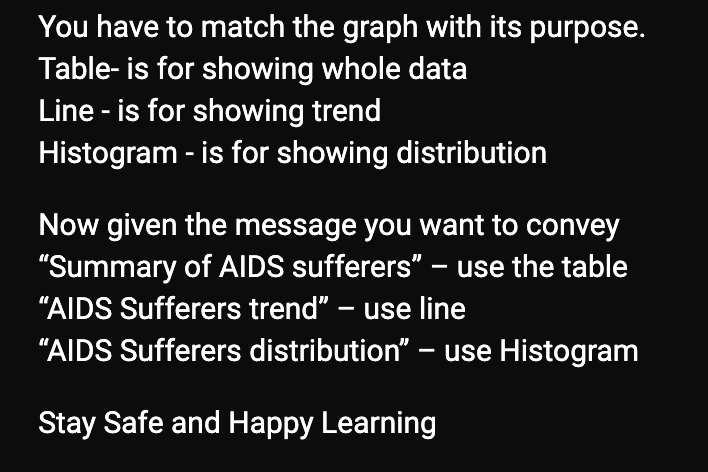 You have to match the graph with its purpose.
Table- is for showing whole data
Line - is for showing trend
Histogram - is for showing distribution
Now given the message you want to convey
“Summary of AIDS sufferers” – use the table
“AIDS Sufferers trend” – use line
“AIDS Sufferers distribution” – use Histogram
Stay Safe and Happy Learning